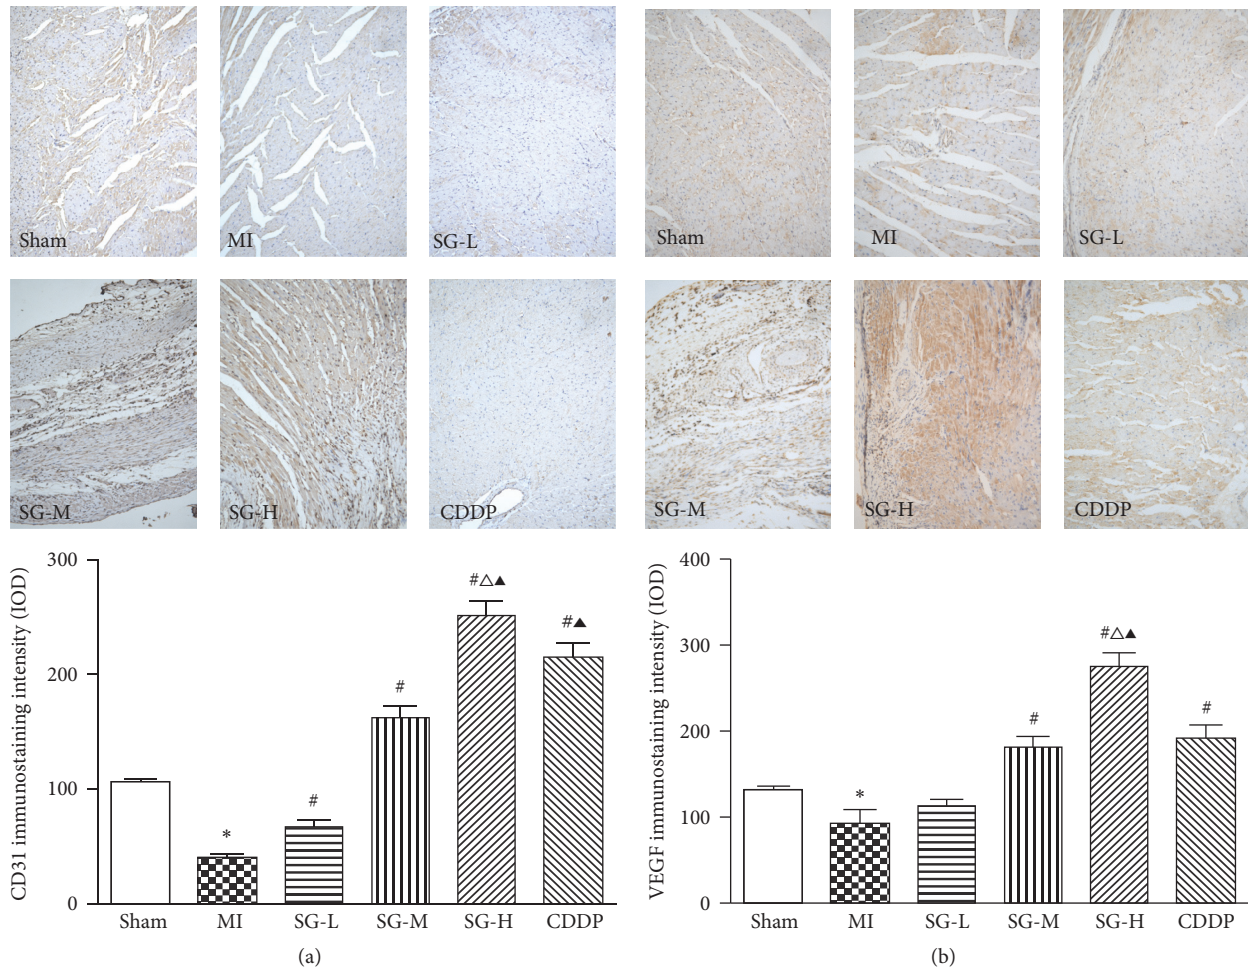 Sham
MI
SG-L
SG-M
SG-H
CDDP
CD31 immunostaining intensity (IOD)
300
200
100
0
*
#
#
#△▲
#▲
Sham
MI
SG-L
SG-M
SG-H
CDDP
(a)
Sham
MI
SG-L
SG-M
SG-H
CDDP
VEGF immunostaining intensity (IOD)
400
300
200
100
0
*
#
#△▲
#
Sham
MI
SG-L
SG-M
SG-H
CDDP
(b)